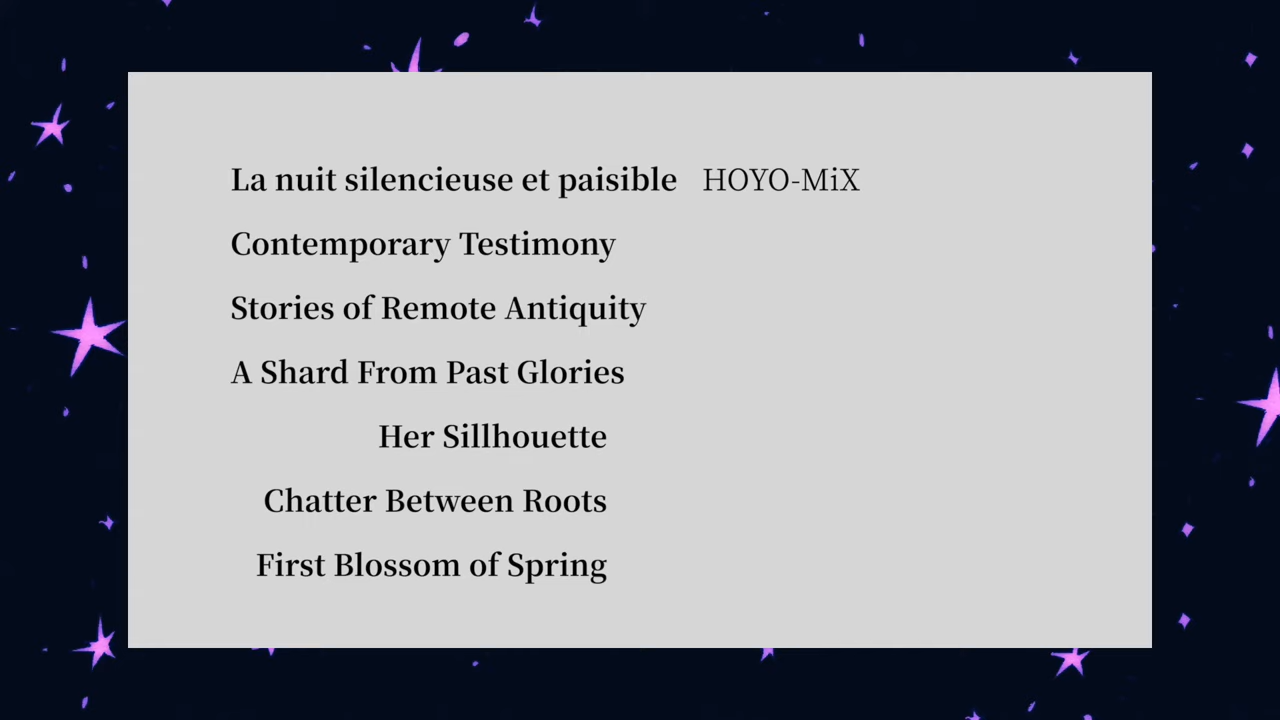 La nuit silencieuse et paisible HOYO-MiX
Contemporary Testimony
Stories of Remote Antiquity
A Shard From Past Glories
Her Sillhouette
Chatter Between Roots
First Blossom of Spring